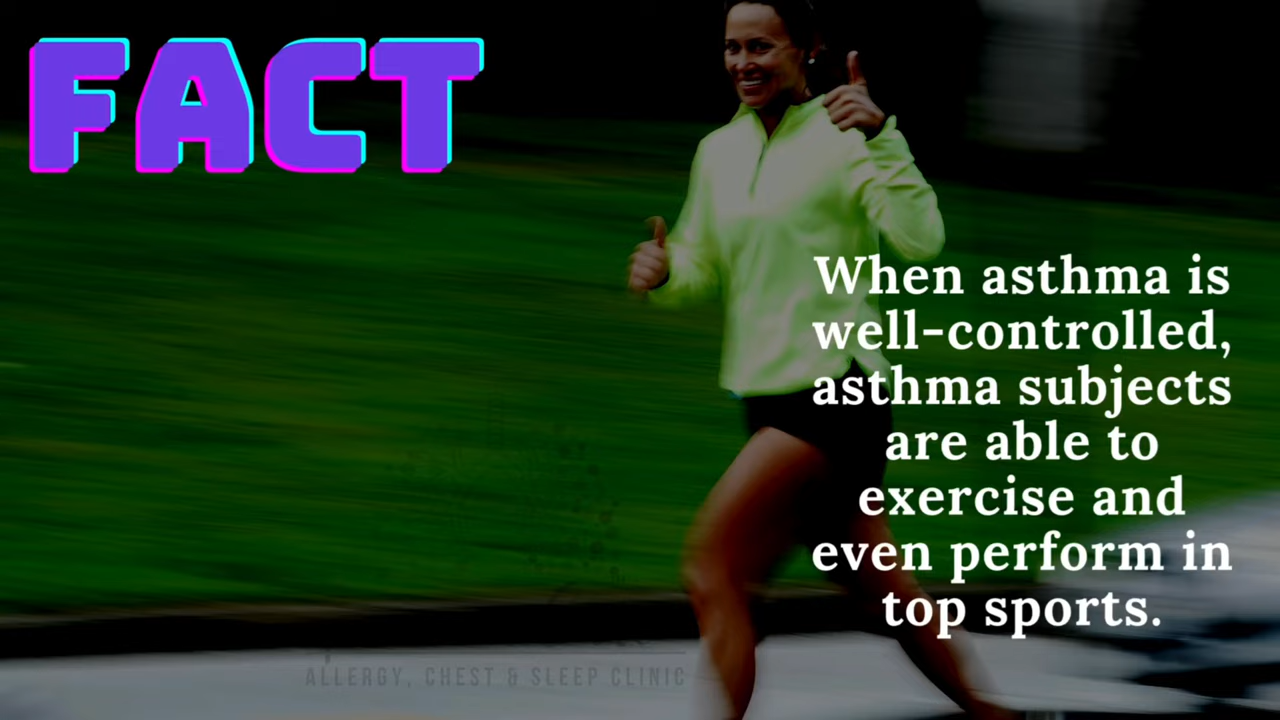 FACT
When asthma is
well-controlled,
asthma subjects
are able to
exercise and
even perform in
top sports.
ALLERGY, CHEST & SLEEP CLINIC